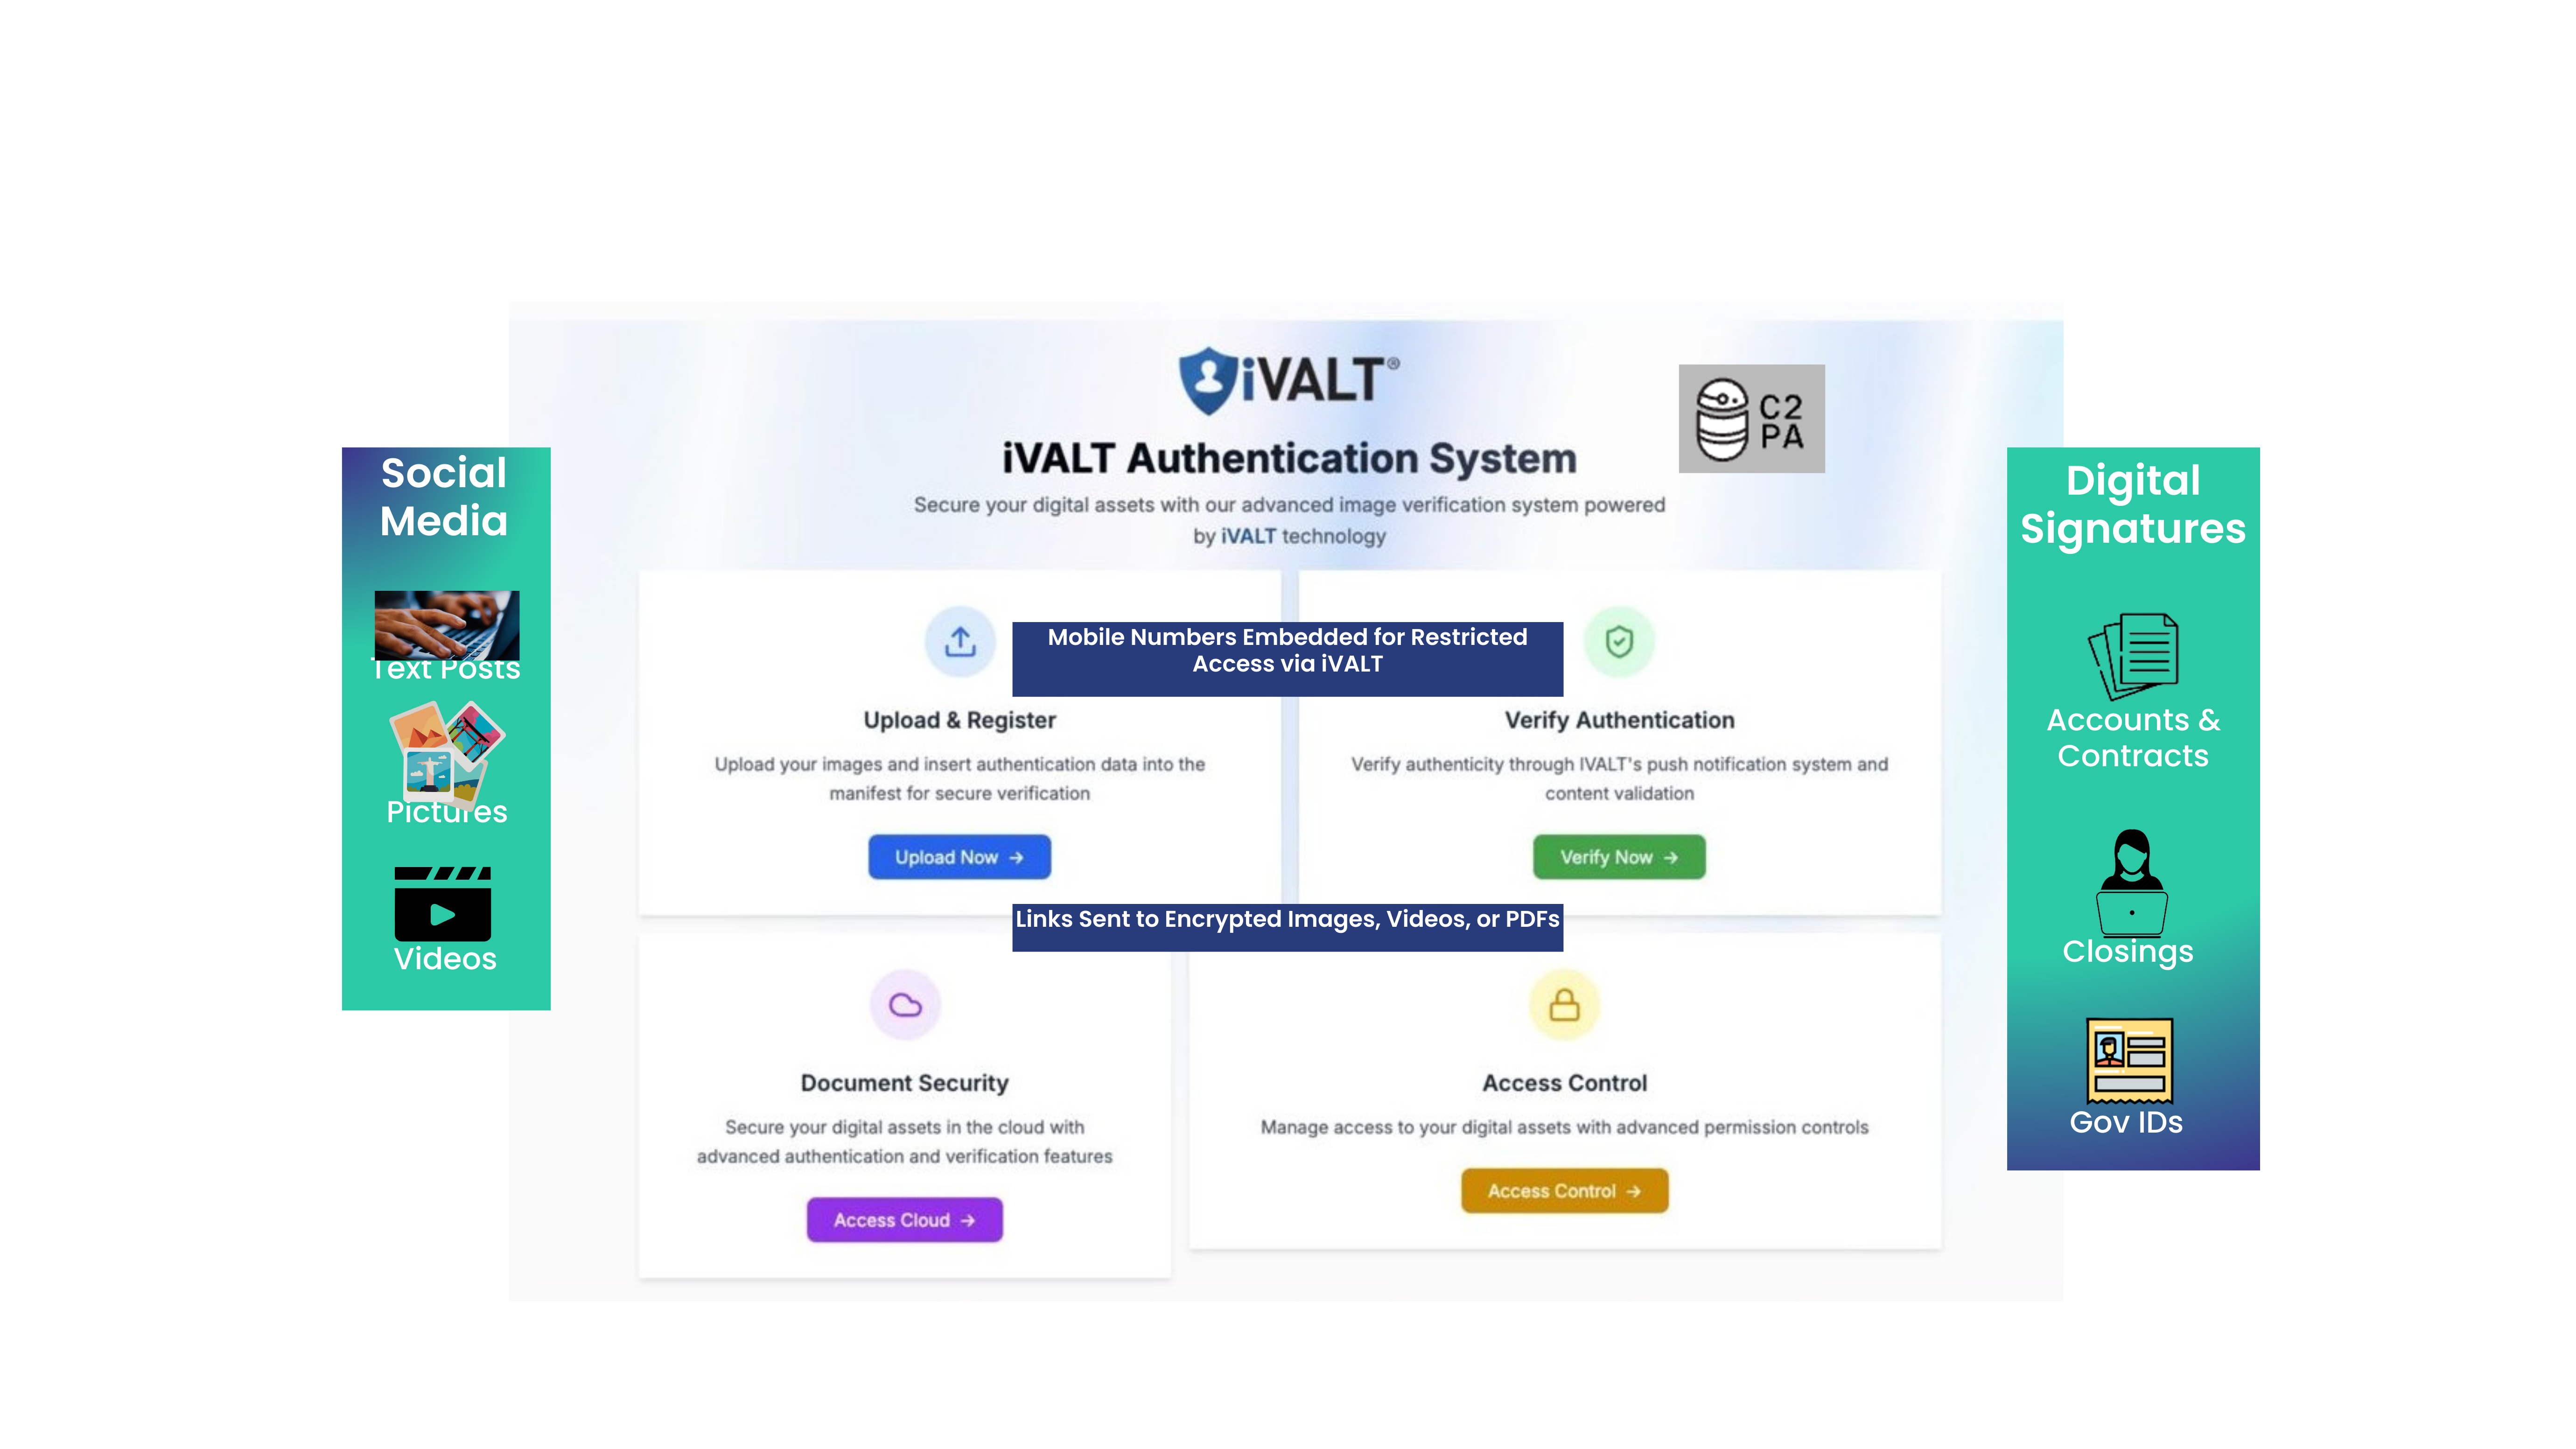 iVALT®
C2
PA
iVALT Authentication System
Secure your digital assets with our advanced image verification system powered
by iVALT technology
Social
Media
Text Posts
Pictures
Videos
Mobile Numbers Embedded for Restricted
Access via iVALT
Upload & Register
Upload your images and insert authentication data into the
manifest for secure verification
Upload Now →
Verify Authentication
Verify authenticity through IVALT's push notification system and
content validation
Verify Now →
Links Sent to Encrypted Images, Videos, or PDFs
Document Security
Secure your digital assets in the cloud with
advanced authentication and verification features
Access Cloud →
Access Control
Manage access to your digital assets with advanced permission controls
Access Control →
Digital
Signatures
Accounts &
Contracts
Closings
Gov IDs